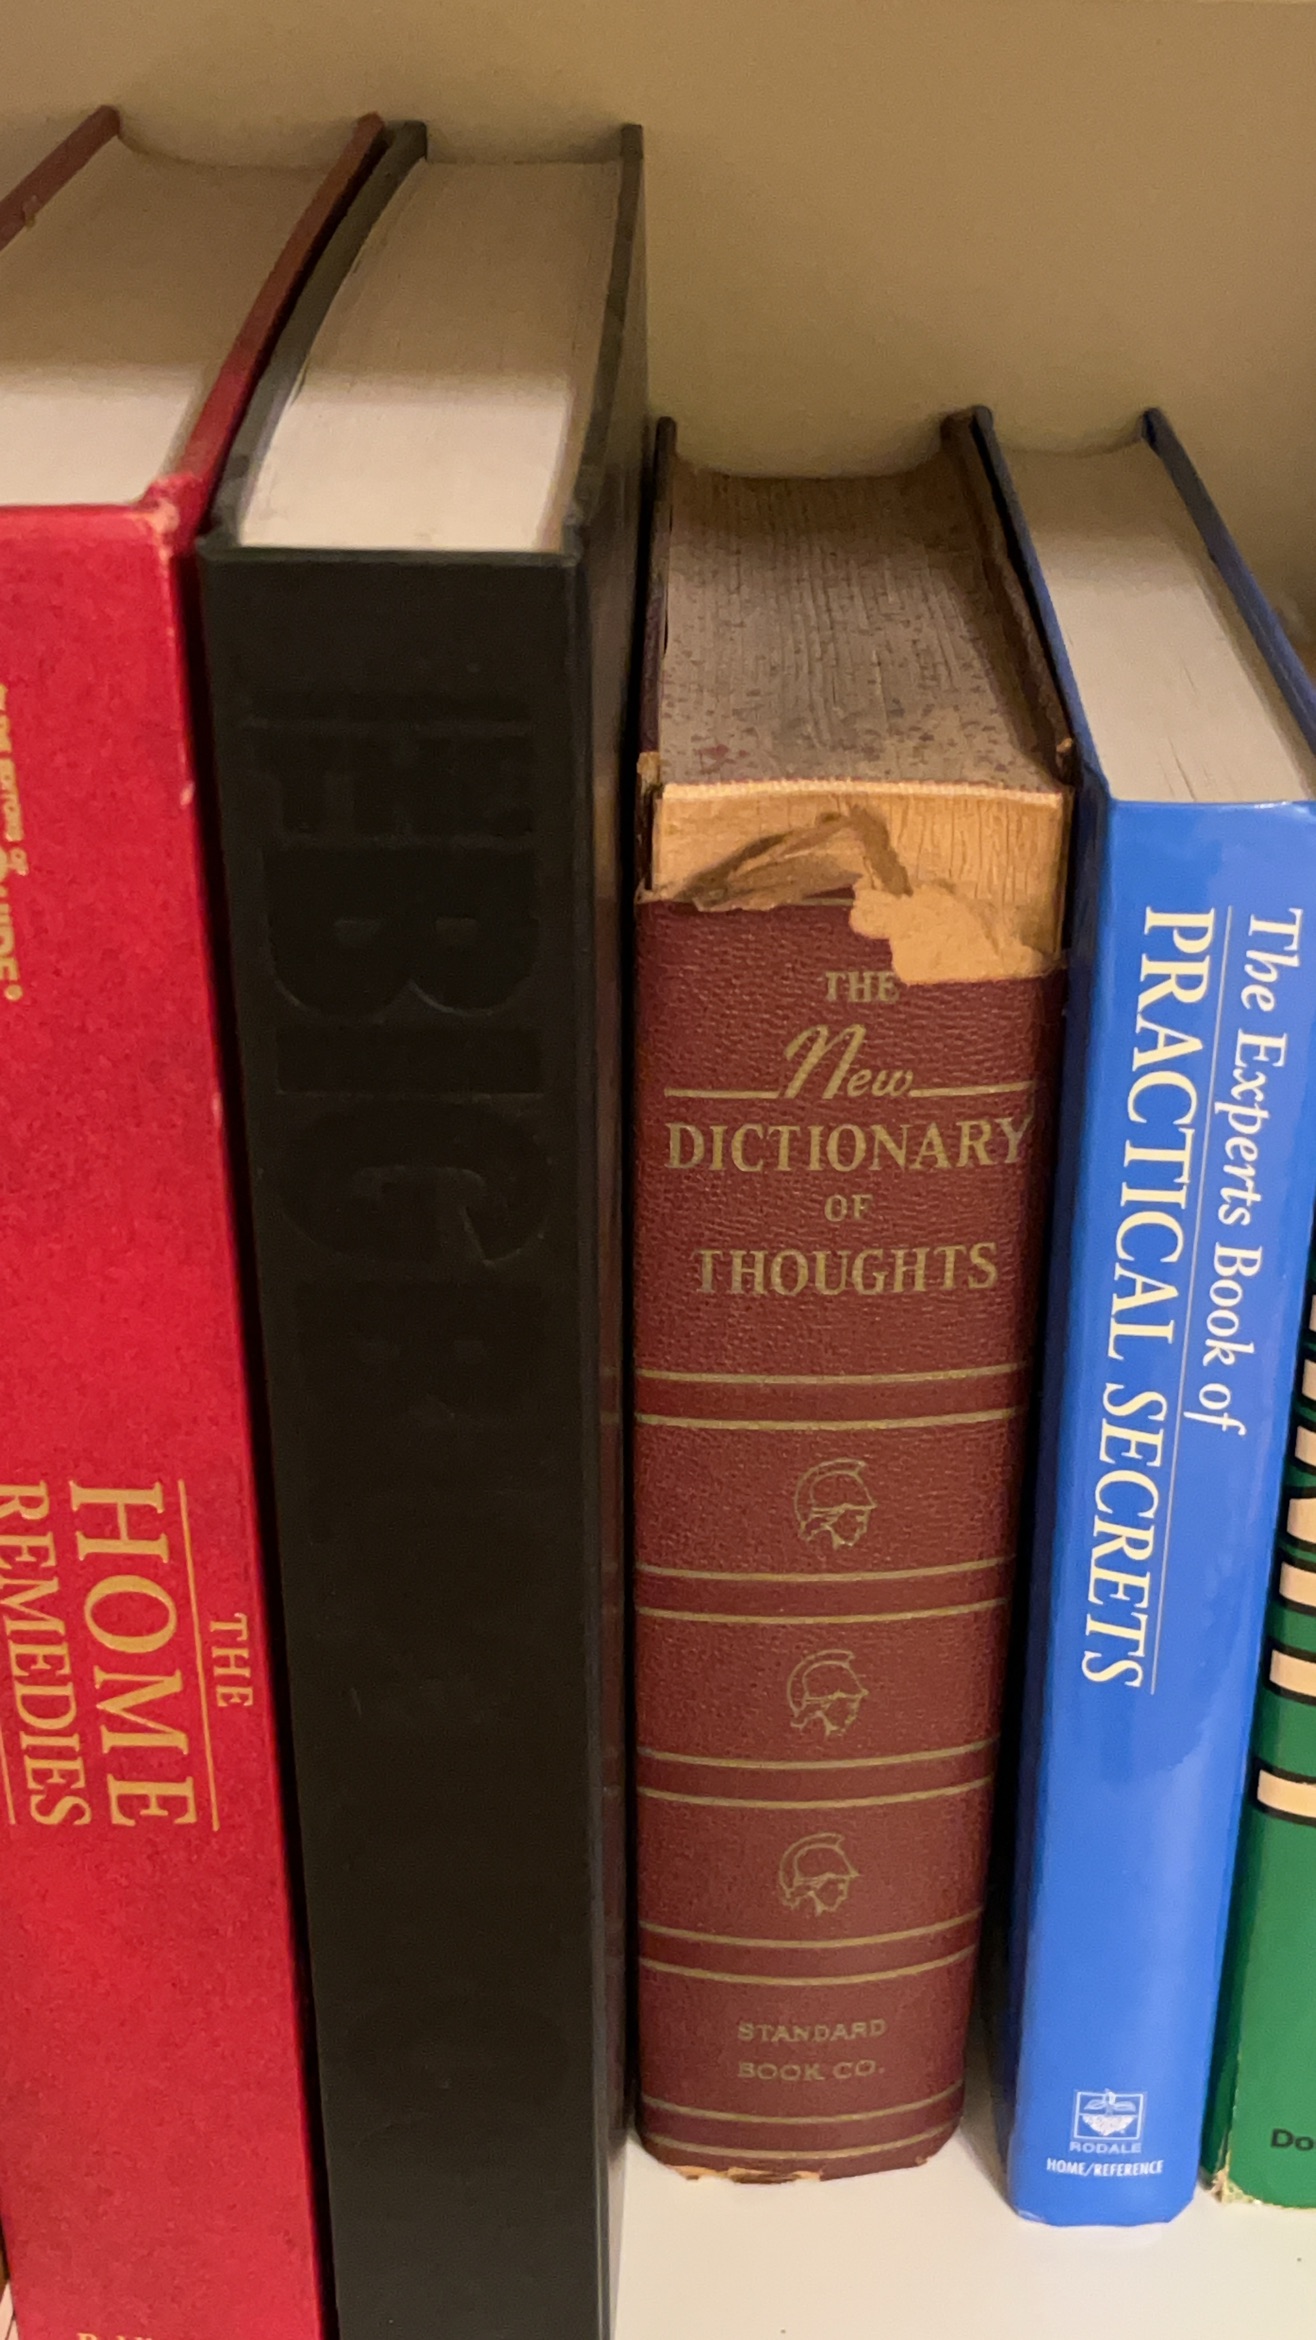 THE
HOME
REMEDIES
THE
New
DICTIONARY
OF
THOUGHTS
STANDARD
BOOK CO.
The Experts Book of
PRACTICAL SECRETS
RODALE
HOME/REFERENCE
Do